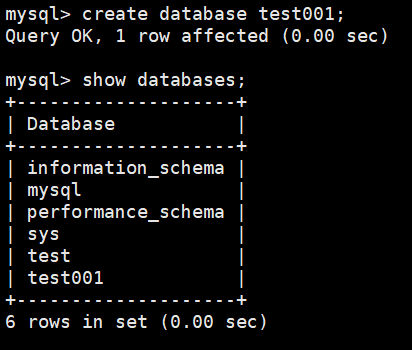 mysql> create database test001;
Query OK, 1 row affected (0.00 sec)
mysql> show databases;
+--------------------+
| Database           |
+--------------------+
| information_schema |
| mysql              |
| performance_schema |
| sys                |
| test               |
| test001            |
+--------------------+
6 rows in set (0.00 sec)